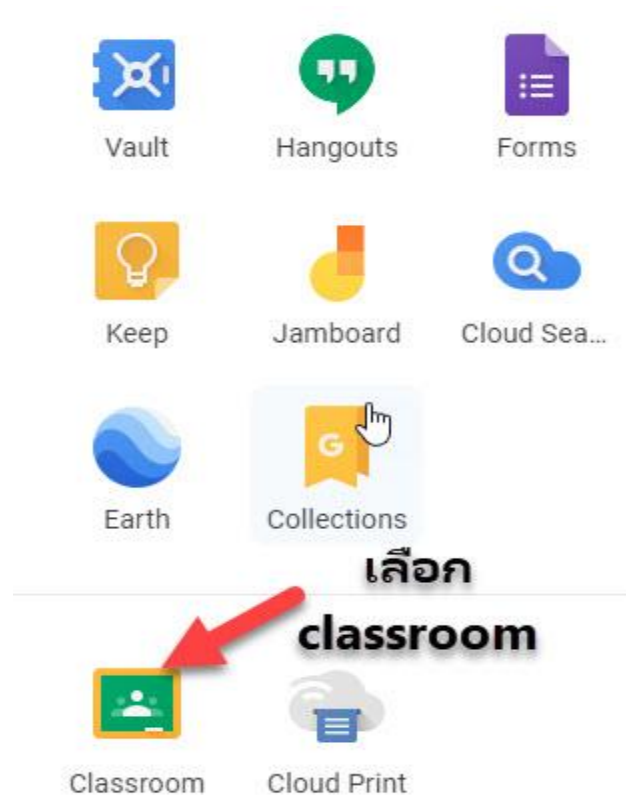 Vault Hangouts Forms
Keep Jamboard Cloud Sea...
G
Earth Collections
เลือก
classroom
Classroom Cloud Print